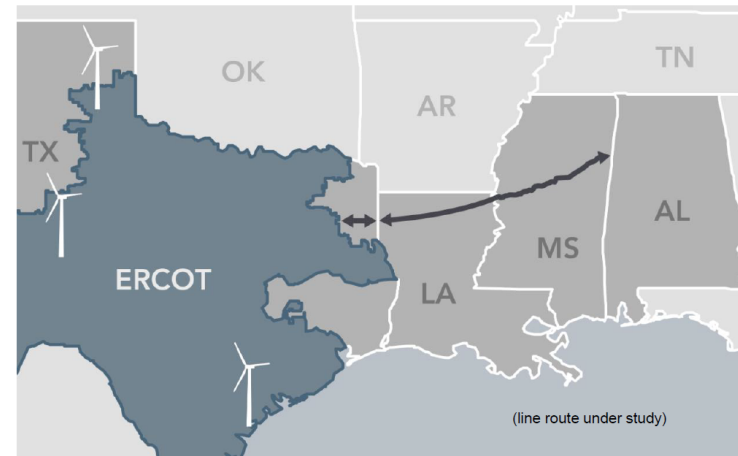 TN
OK
AR
TX
AL
MS
ERCOT
LA
(line route under study)